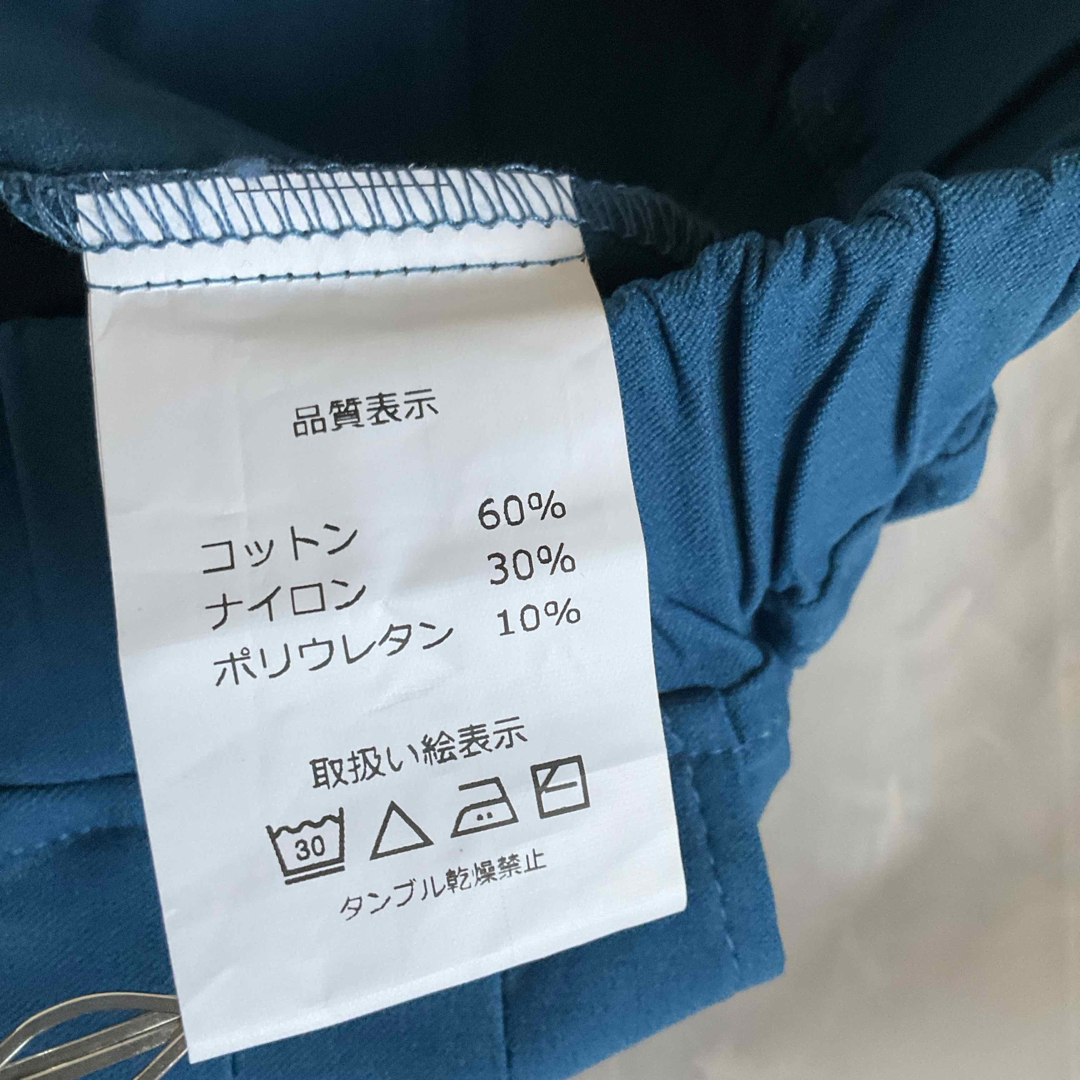 品質表示
コットン 60%
ナイロン 30%
ポリウレタン 10%
取扱い絵表示
30
タンブル乾燥禁止